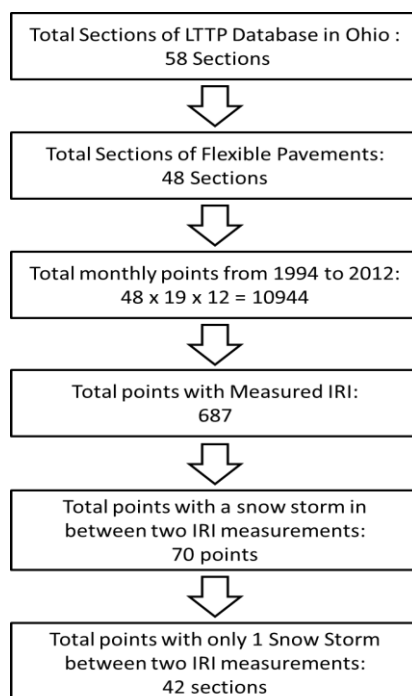 Total Sections of LTTP Database in Ohio :
58 Sections
Total Sections of Flexible Pavements:
48 Sections
Total monthly points from 1994 to 2012:
48 x 19 x 12 = 10944
Total points with Measured IRI:
687
Total points with a snow storm in
between two IRI measurements:
70 points
Total points with only 1 Snow Storm
between two IRI measurements:
42 sections